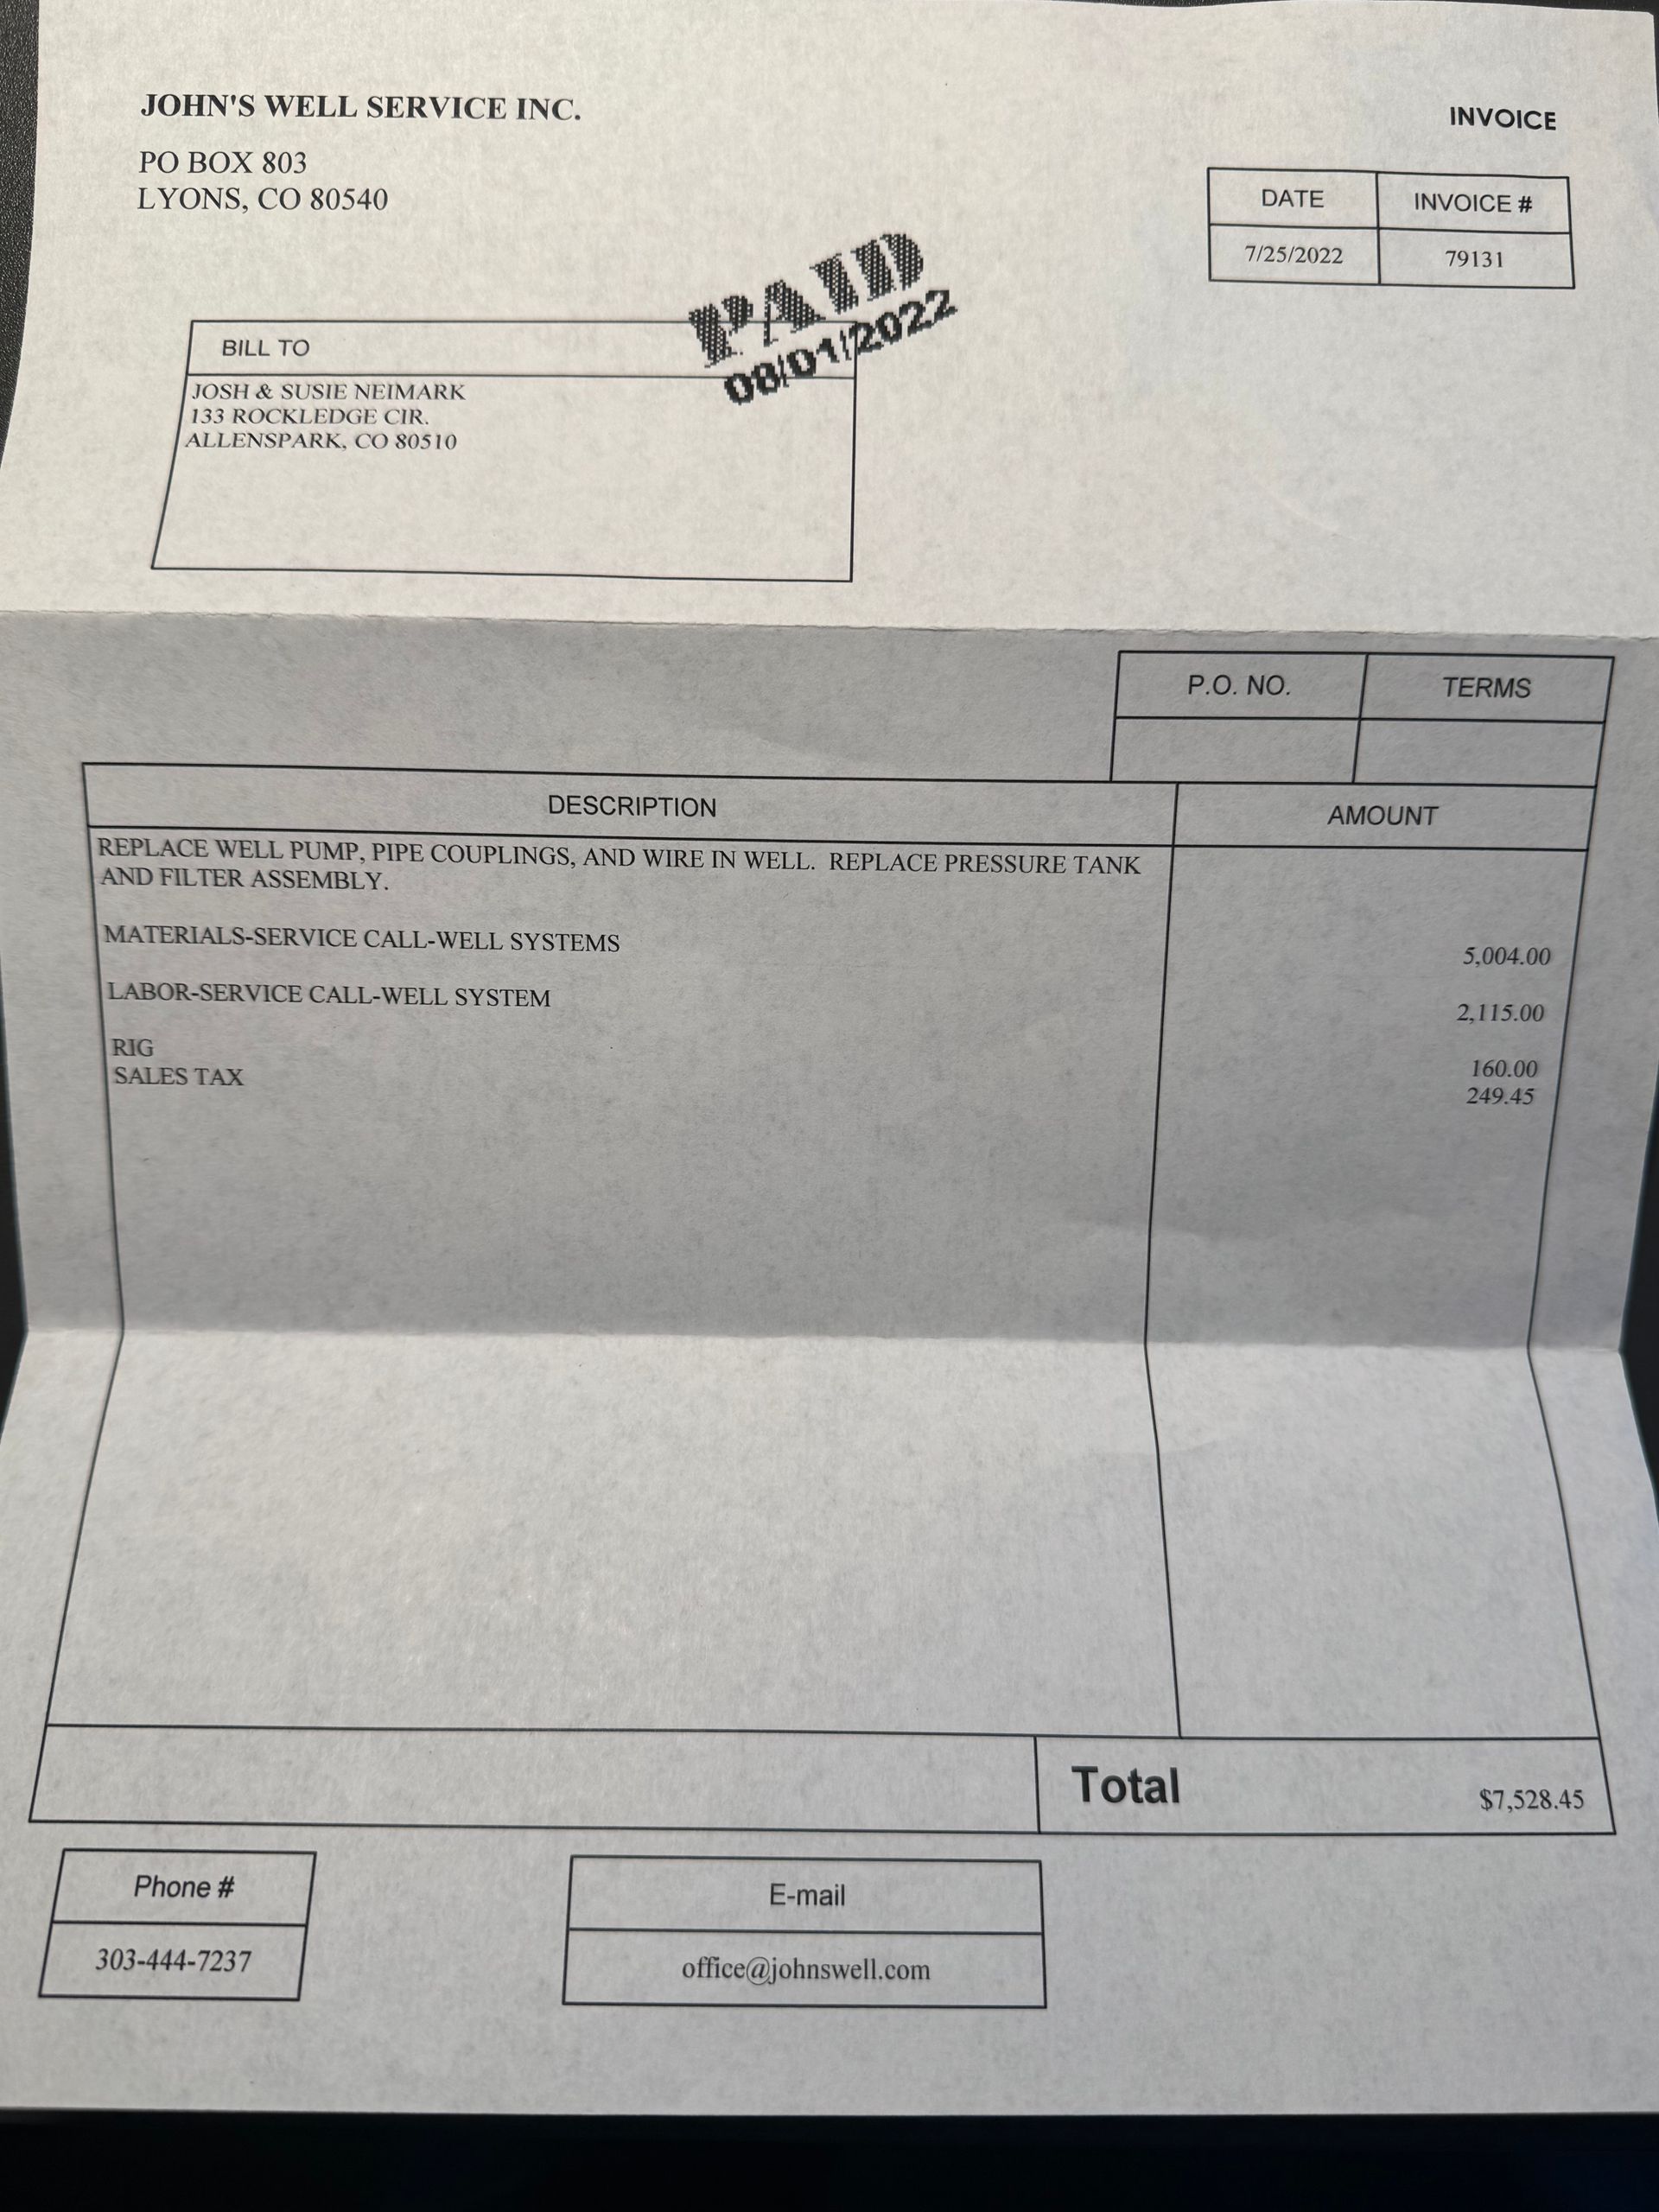 JOHN'S WELL SERVICE INC.
INVOICE
PO BOX 803
LYONS, CO 80540
DATE INVOICE #
7/25/2022 79131
PAID
08/01/2022
BILL TO
JOSH & SUSIE NEIMARK
133 ROCKLEDGE CIR.
ALLENSPARK, CO 80510
P.O. NO. TERMS
DESCRIPTION AMOUNT
REPLACE WELL PUMP, PIPE COUPLINGS, AND WIRE IN WELL. REPLACE PRESSURE TANK
AND FILTER ASSEMBLY.
MATERIALS-SERVICE CALL-WELL SYSTEMS 5,004.00
LABOR-SERVICE CALL-WELL SYSTEM 2,115.00
RIG 160.00
SALES TAX 249.45
Total $7,528.45
Phone # E-mail
303-444-7237 office@johnswell.com